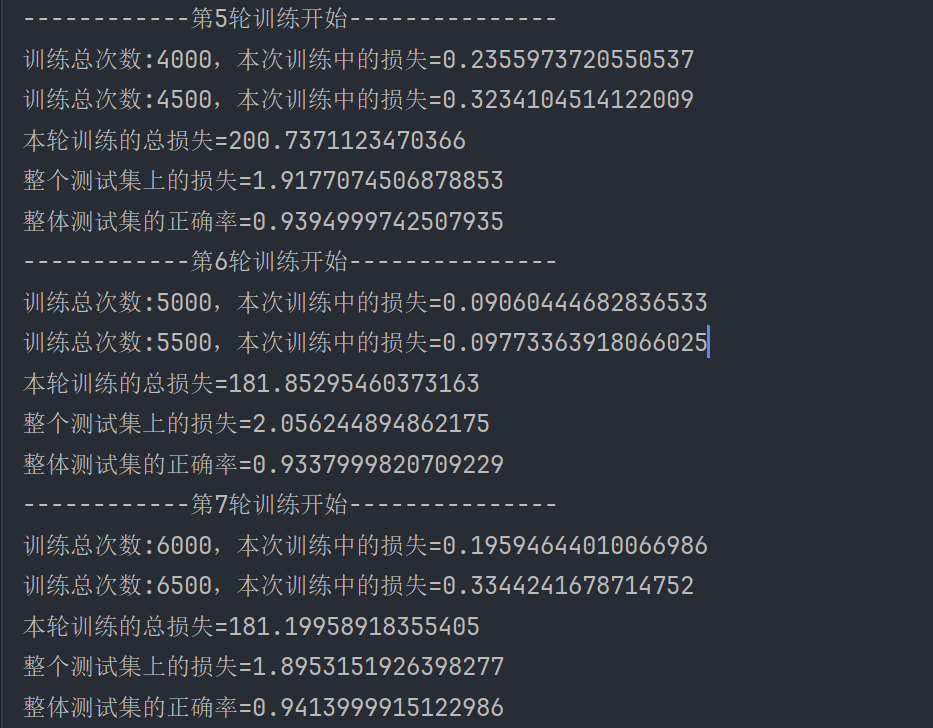 ------------第5轮训练开始---------------
训练总次数:4000，本次训练中的损失=0.2355973720550537
训练总次数:4500，本次训练中的损失=0.3234104514122009
本轮训练的总损失=200.7371123470366
整个测试集上的损失=1.9177074506878853
整体测试集的正确率=0.9394999742507935
------------第6轮训练开始---------------
训练总次数:5000，本次训练中的损失=0.09060444682836533
训练总次数:5500，本次训练中的损失=0.09773363918066025
本轮训练的总损失=181.85295460373163
整个测试集上的损失=2.056244894862175
整体测试集的正确率=0.9337999820709229
------------第7轮训练开始---------------
训练总次数:6000，本次训练中的损失=0.19594644010066986
训练总次数:6500，本次训练中的损失=0.3344241678714752
本轮训练的总损失=181.19958918355405
整个测试集上的损失=1.8953151926398277
整体测试集的正确率=0.9413999915122986